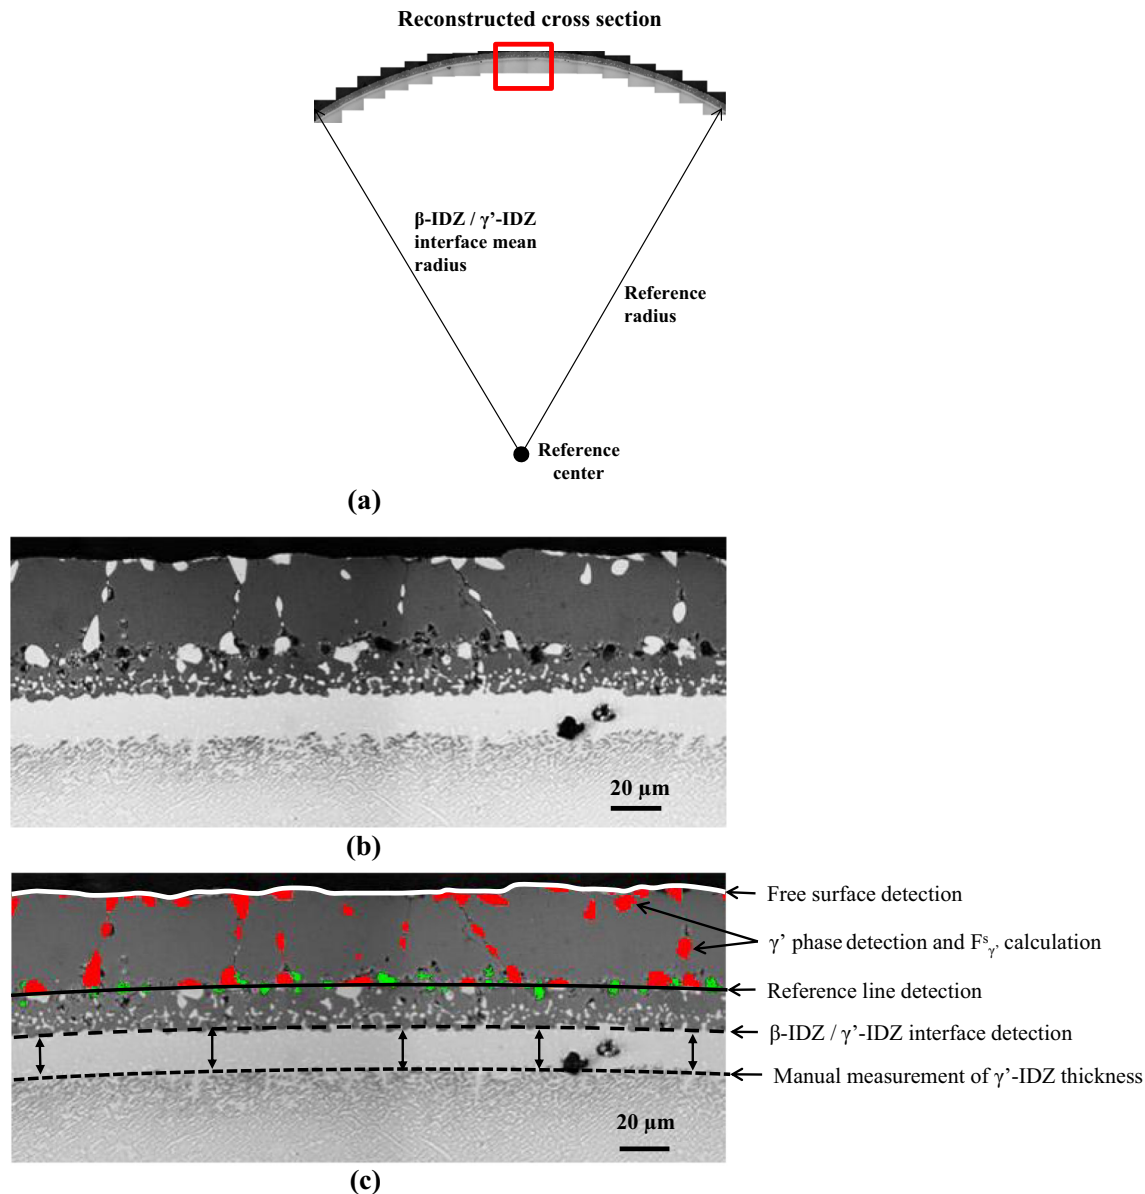 Reconstructed cross section
β-IDZ / γ’-IDZ
interface mean
radius
Reference
radius
Reference
center
(a)
20 µm
(b)
Free surface detection
γ’ phase detection and Fˢγ’ calculation
Reference line detection
β-IDZ / γ’-IDZ interface detection
Manual measurement of γ’-IDZ thickness
20 µm
(c)